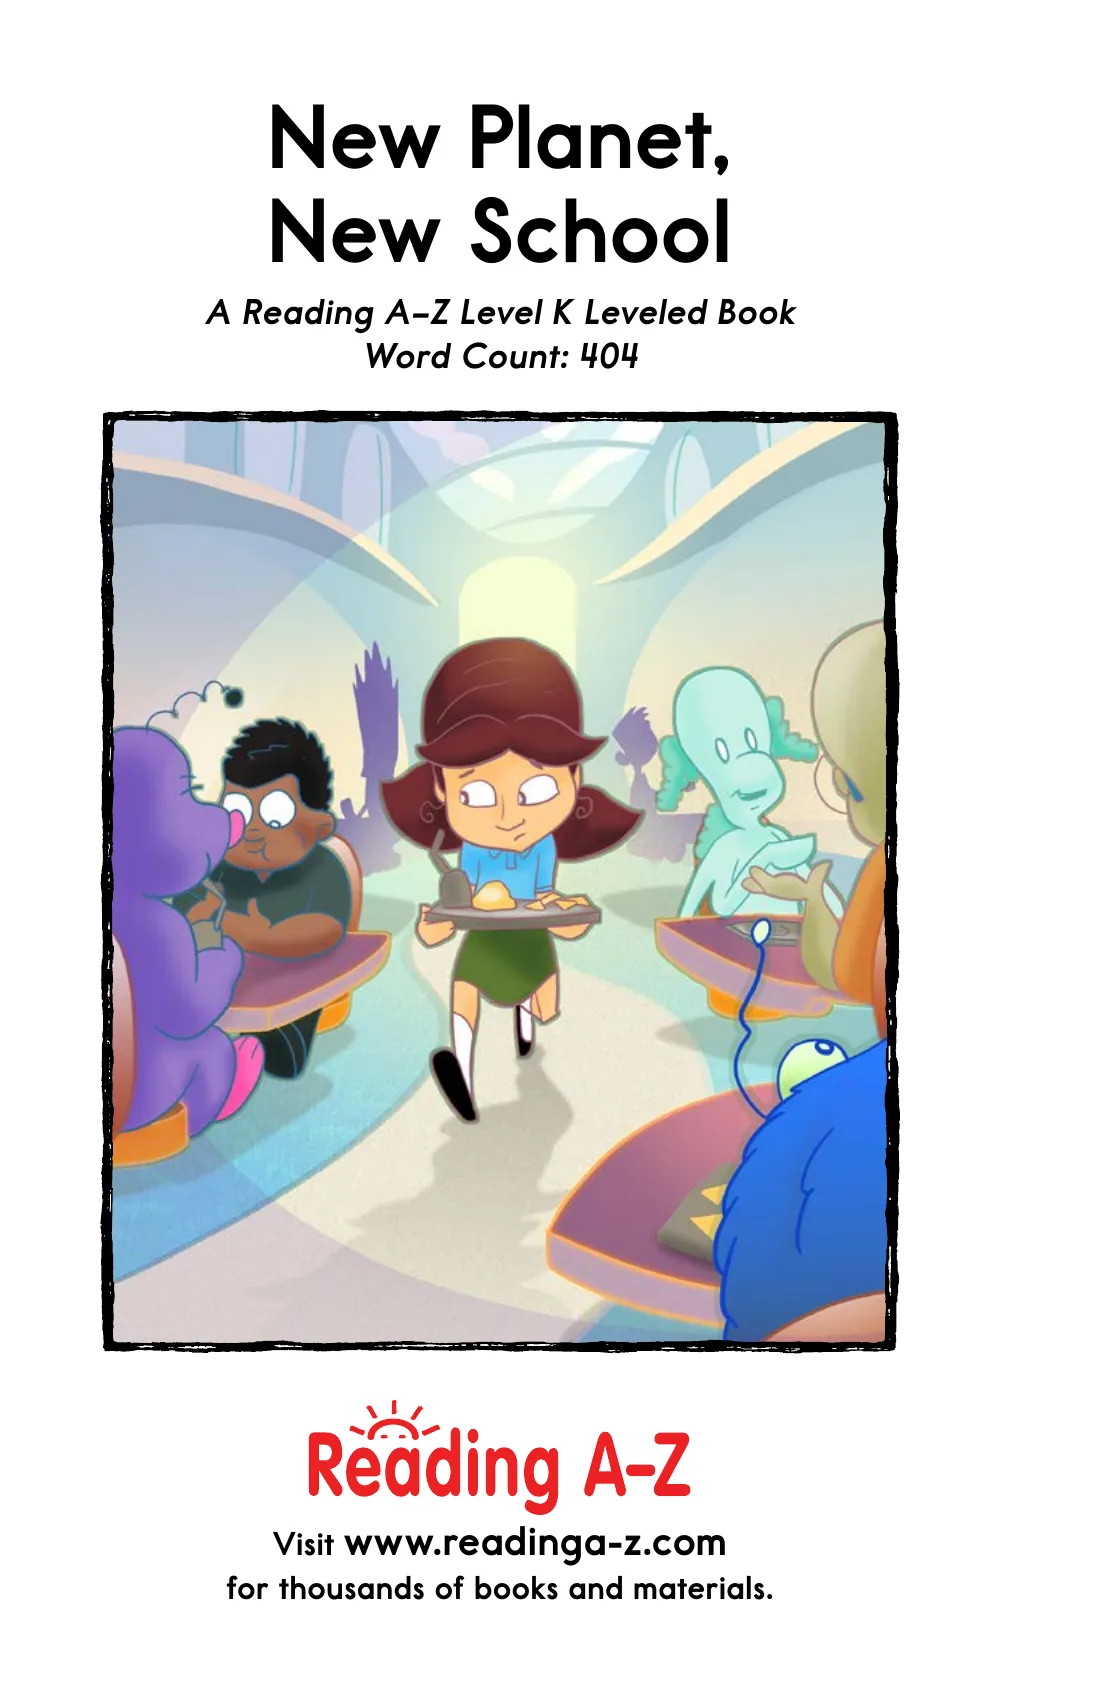 New Planet,
New School
A Reading A–Z Level K Leveled Book
Word Count: 404
Reading A–Z
Visit www.readinga-z.com
for thousands of books and materials.